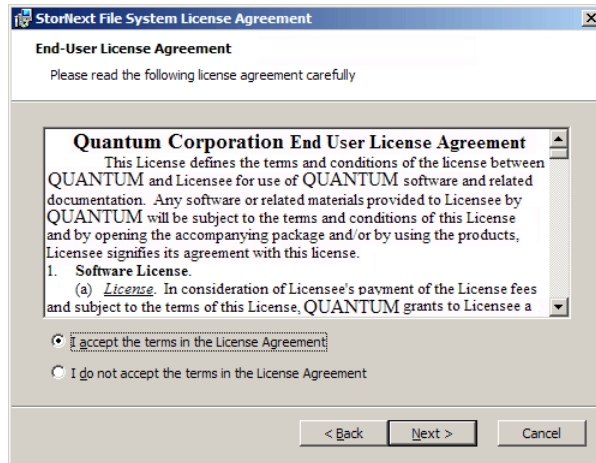 StorNext File System License Agreement
End-User License Agreement
Please read the following license agreement carefully
Quantum Corporation End User License Agreement
This License defines the terms and conditions of the license between
QUANTUM and Licensee for use of QUANTUM software and related
documentation. Any software or related materials provided to Licensee by
QUANTUM will be subject to the terms and conditions of this License
and by opening the accompanying package and/or by using the products,
Licensee signifies its agreement with this license.
1. Software License.
(a) License. In consideration of Licensee's payment of the License fees
and subject to the terms of this License, QUANTUM grants to Licensee a
I accept the terms in the License Agreement
I do not accept the terms in the License Agreement
< Back Next > Cancel